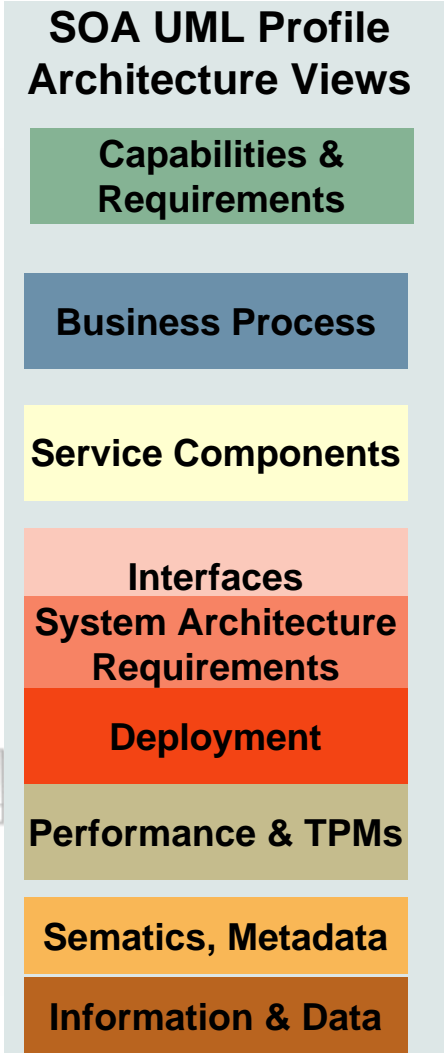 SOA UML Profile
Architecture Views
Capabilities &
Requirements
Business Process
Service Components
Interfaces
System Architecture
Requirements
Deployment
Performance & TPMs
Sematics, Metadata
Information & Data